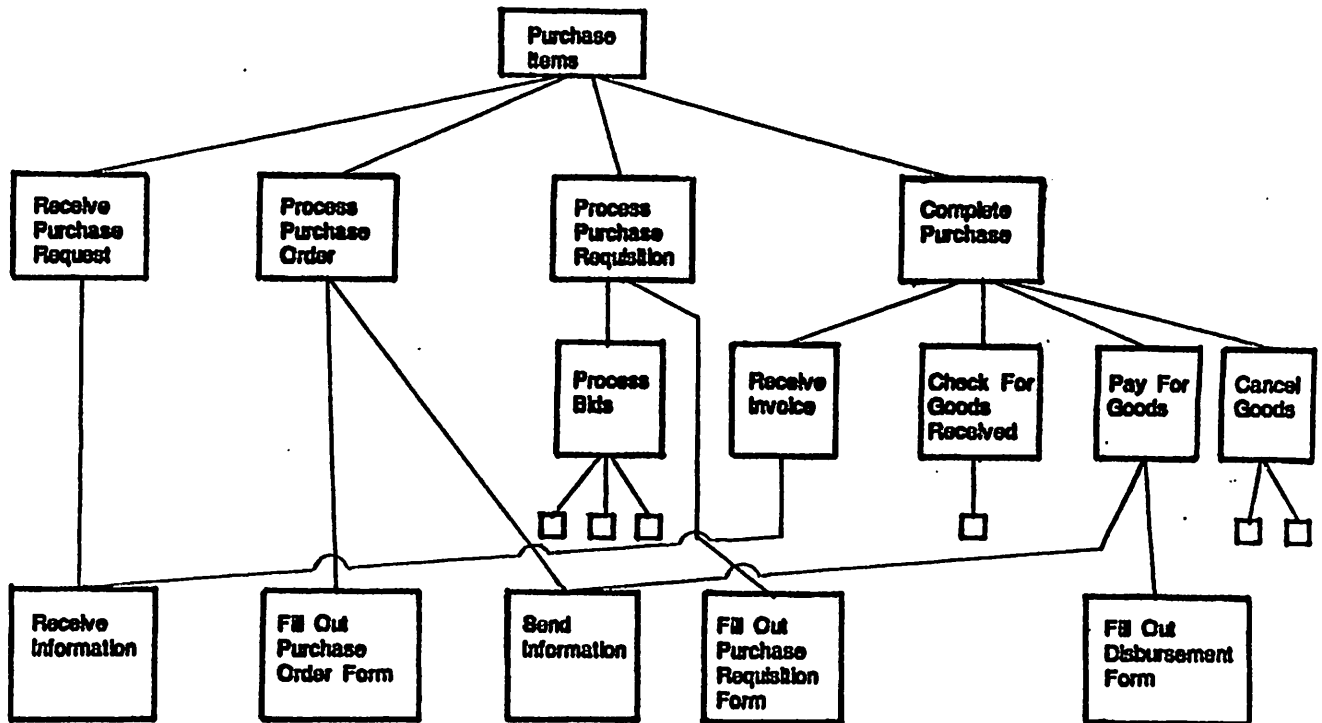 Purchase
Items
Receive
Purchase
Request
Process
Purchase
Order
Process
Purchase
Requisition
Complete
Purchase
Process
Bids
Receive
Invoice
Check For
Goods
Received
Pay For
Goods
Cancel
Goods
Receive
Information
Fill Out
Purchase
Order Form
Send
Information
Fill Out
Purchase
Requisition
Form
Fill Out
Disbursement
Form